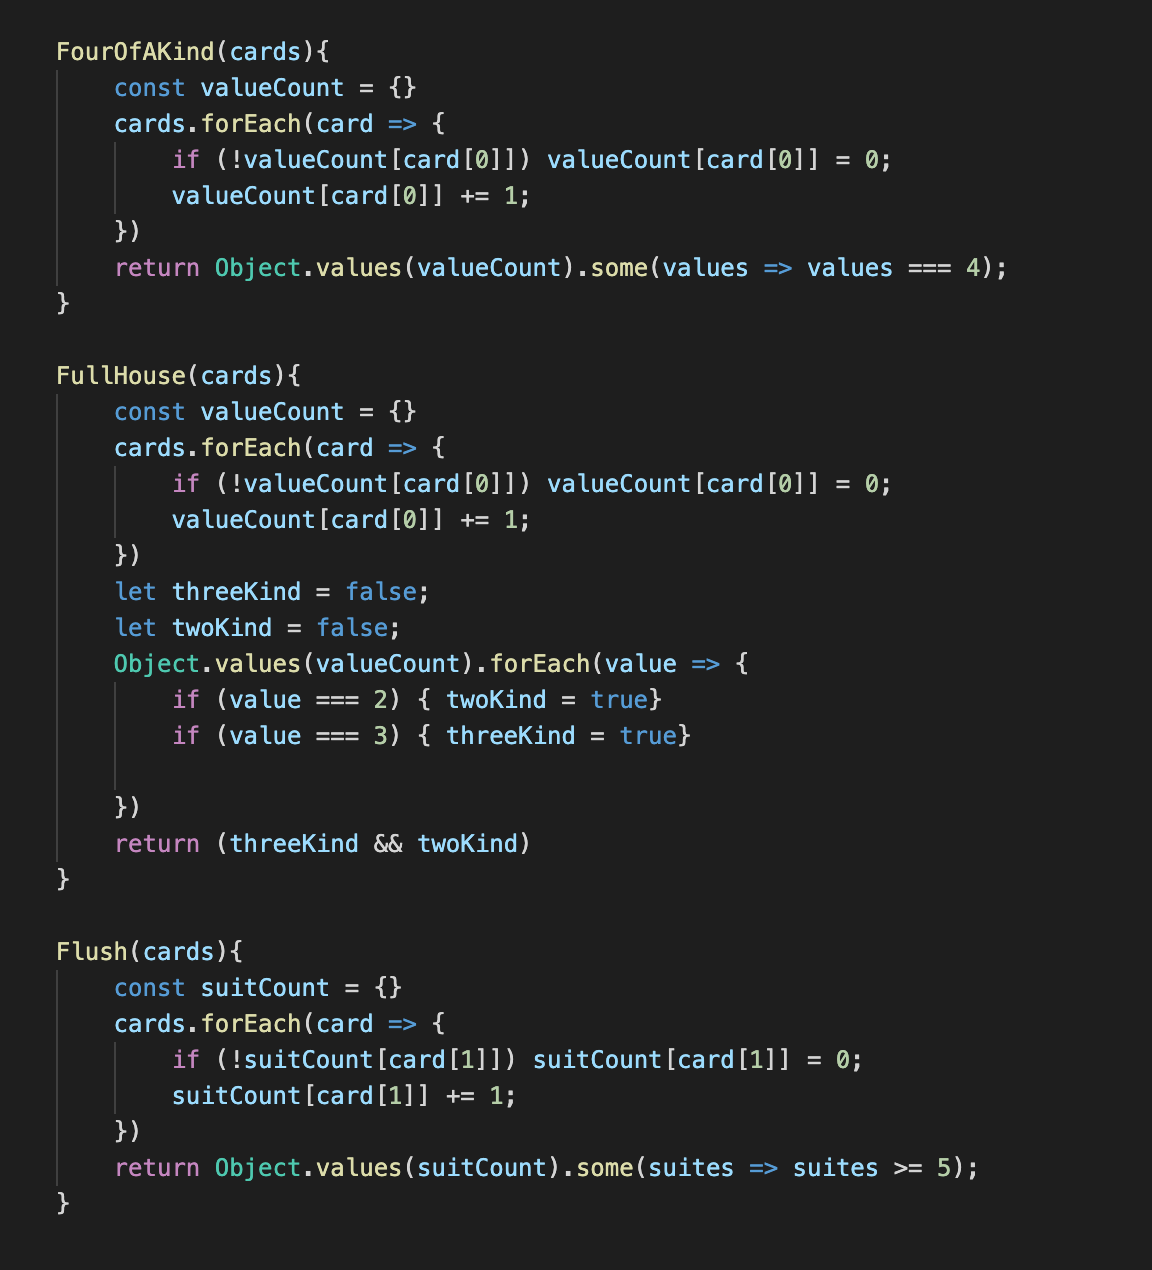 FourOfAKind(cards){
    const valueCount = {}
    cards.forEach(card => {
        if (!valueCount[card[0]]) valueCount[card[0]] = 0;
        valueCount[card[0]] += 1;
    })
    return Object.values(valueCount).some(values => values === 4);
}

FullHouse(cards){
    const valueCount = {}
    cards.forEach(card => {
        if (!valueCount[card[0]]) valueCount[card[0]] = 0;
        valueCount[card[0]] += 1;
    })
    let threeKind = false;
    let twoKind = false;
    Object.values(valueCount).forEach(value => {
        if (value === 2) { twoKind = true}
        if (value === 3) { threeKind = true}

    })
    return (threeKind && twoKind)
}

Flush(cards){
    const suitCount = {}
    cards.forEach(card => {
        if (!suitCount[card[1]]) suitCount[card[1]] = 0;
        suitCount[card[1]] += 1;
    })
    return Object.values(suitCount).some(suites => suites >= 5);
}